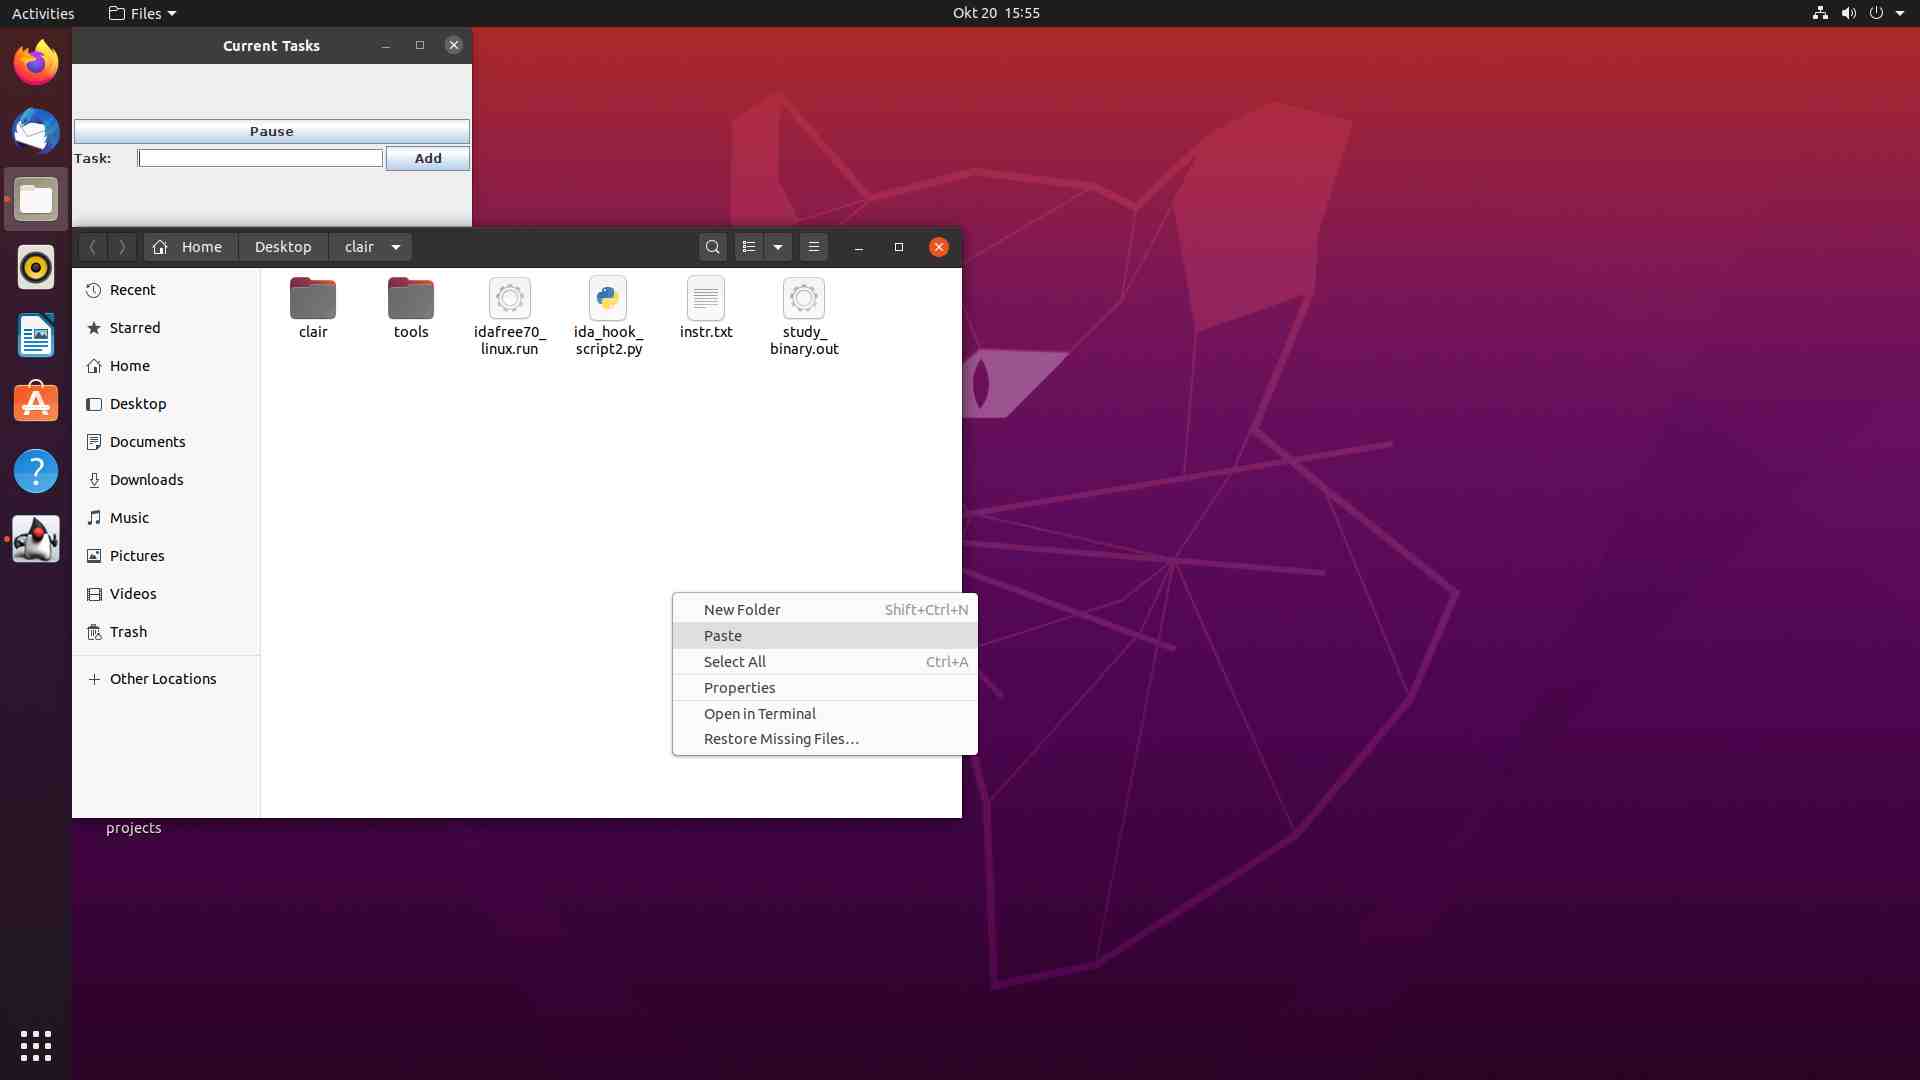 Activities
Files
Okt 20 15:55
Current Tasks
Pause
Task:
Add
Home
Desktop
clair
Recent
Starred
Home
Desktop
Documents
Downloads
Music
Pictures
Videos
Trash
Other Locations
clair
tools
idafree70_
linux.run
ida_hook_
script2.py
instr.txt
study_
binary.out
New Folder Shift+Ctrl+N
Paste
Select All Ctrl+A
Properties
Open in Terminal
Restore Missing Files…
projects